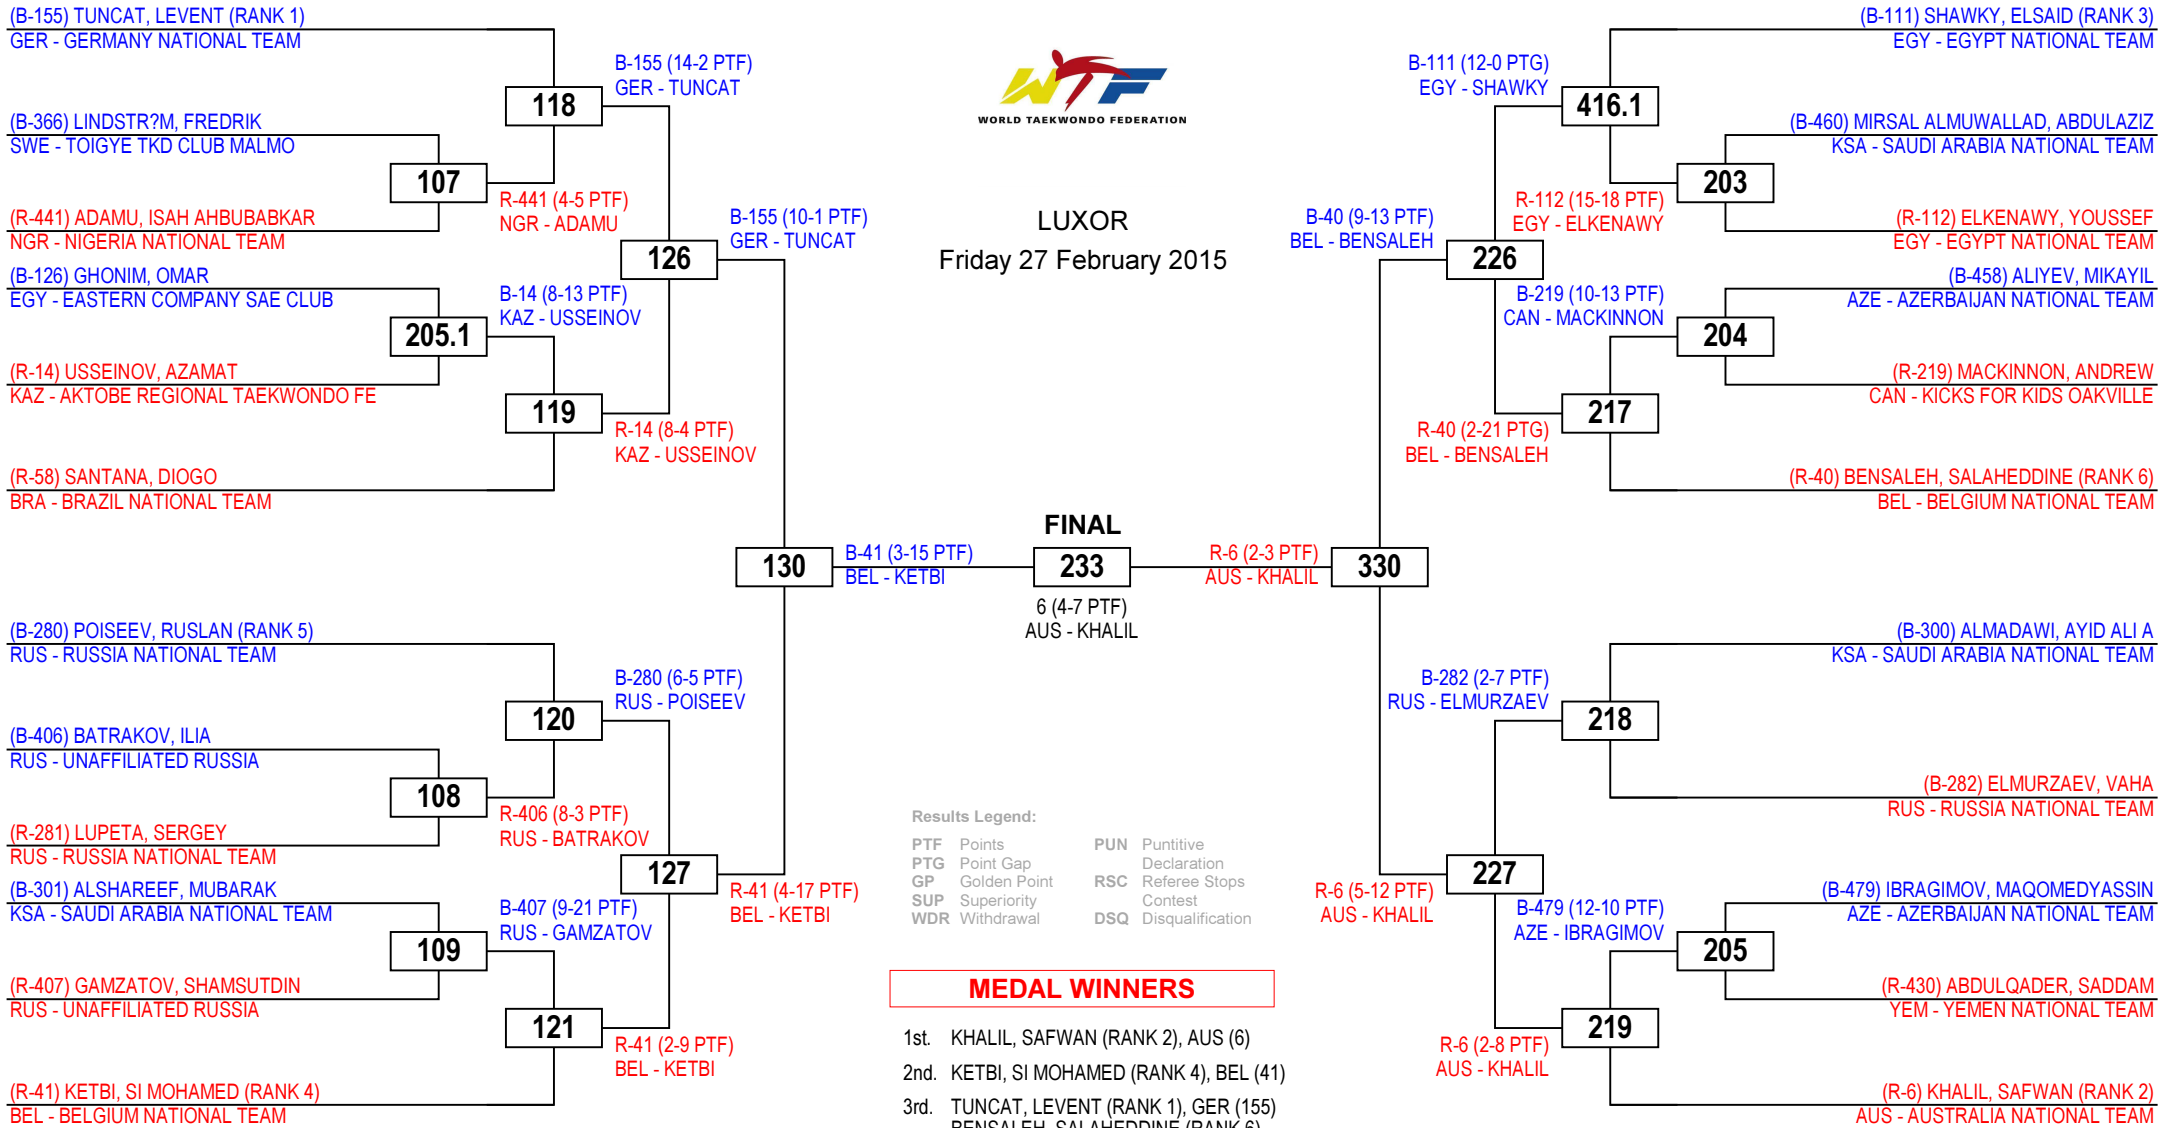 (B-155) TUNCAT, LEVENT (RANK 1)
GER - GERMANY NATIONAL TEAM
(B-366) LINDSTR?M, FREDRIK
SWE - TOIGYE TKD CLUB MALMO
(R-441) ADAMU, ISAH AHBUBABKAR
NGR - NIGERIA NATIONAL TEAM
(B-126) GHONIM, OMAR
EGY - EASTERN COMPANY SAE CLUB
(R-14) USSEINOV, AZAMAT
KAZ - AKTOBE REGIONAL TAEKWONDO FE
(R-58) SANTANA, DIOGO
BRA - BRAZIL NATIONAL TEAM
(B-280) POISEEV, RUSLAN (RANK 5)
RUS - RUSSIA NATIONAL TEAM
(B-406) BATRAKOV, ILIA
RUS - UNAFFILIATED RUSSIA
(R-281) LUPETA, SERGEY
RUS - RUSSIA NATIONAL TEAM
(B-301) ALSHAREEF, MUBARAK
KSA - SAUDI ARABIA NATIONAL TEAM
(R-407) GAMZATOV, SHAMSUTDIN
RUS - UNAFFILIATED RUSSIA
(R-41) KETBI, SI MOHAMED (RANK 4)
BEL - BELGIUM NATIONAL TEAM
107
R-441 (4-5 PTF)
NGR - ADAMU
205.1
B-14 (8-13 PTF)
KAZ - USSEINOV
108
R-406 (8-3 PTF)
RUS - BATRAKOV
109
B-407 (9-21 PTF)
RUS - GAMZATOV
118
B-155 (14-2 PTF)
GER - TUNCAT
119
R-14 (8-4 PTF)
KAZ - USSEINOV
120
B-280 (6-5 PTF)
RUS - POISEEV
121
R-41 (2-9 PTF)
BEL - KETBI
126
B-155 (10-1 PTF)
GER - TUNCAT
127
R-41 (4-17 PTF)
BEL - KETBI
130
B-41 (3-15 PTF)
BEL - KETBI
WTF
WORLD TAEKWONDO FEDERATION
LUXOR
Friday 27 February 2015
FINAL
233
6 (4-7 PTF)
AUS - KHALIL
R-6 (2-3 PTF)
AUS - KHALIL
330
B-40 (9-13 PTF)
BEL - BENSALEH
226
R-6 (5-12 PTF)
AUS - KHALIL
227
B-111 (12-0 PTG)
EGY - SHAWKY
416.1
R-40 (2-21 PTG)
BEL - BENSALEH
217
B-282 (2-7 PTF)
RUS - ELMURZAEV
218
R-6 (2-8 PTF)
AUS - KHALIL
219
R-112 (15-18 PTF)
EGY - ELKENAWY
203
B-219 (10-13 PTF)
CAN - MACKINNON
204
B-479 (12-10 PTF)
AZE - IBRAGIMOV
205
(B-111) SHAWKY, ELSAID (RANK 3)
EGY - EGYPT NATIONAL TEAM
(B-460) MIRSAL ALMUWALLAD, ABDULAZIZ
KSA - SAUDI ARABIA NATIONAL TEAM
(R-112) ELKENAWY, YOUSSEF
EGY - EGYPT NATIONAL TEAM
(B-458) ALIYEV, MIKAYIL
AZE - AZERBAIJAN NATIONAL TEAM
(R-219) MACKINNON, ANDREW
CAN - KICKS FOR KIDS OAKVILLE
(R-40) BENSALEH, SALAHEDDINE (RANK 6)
BEL - BELGIUM NATIONAL TEAM
(B-300) ALMADAWI, AYID ALI A
KSA - SAUDI ARABIA NATIONAL TEAM
(B-282) ELMURZAEV, VAHA
RUS - RUSSIA NATIONAL TEAM
(B-479) IBRAGIMOV, MAQOMEDYASSIN
AZE - AZERBAIJAN NATIONAL TEAM
(R-430) ABDULQADER, SADDAM
YEM - YEMEN NATIONAL TEAM
(R-6) KHALIL, SAFWAN (RANK 2)
AUS - AUSTRALIA NATIONAL TEAM
Results Legend:
PTF Points
PTG Point Gap
GP Golden Point
SUP Superiority
WDR Withdrawal
PUN Puntitive
Declaration
RSC Referee Stops
Contest
DSQ Disqualification
MEDAL WINNERS
1st. KHALIL, SAFWAN (RANK 2), AUS (6)
2nd. KETBI, SI MOHAMED (RANK 4), BEL (41)
3rd. TUNCAT, LEVENT (RANK 1), GER (155)
BENSALEH, SALAHEDDINE (RANK 6)